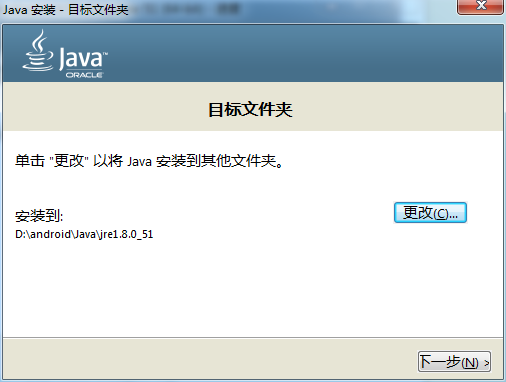 Java 安装 - 目标文件夹
Java™
ORACLE
目标文件夹
单击 "更改" 以将 Java 安装到其他文件夹。
安装到:
更改(C)...
D:\android\Java\jre1.8.0_51
下一步(N) >